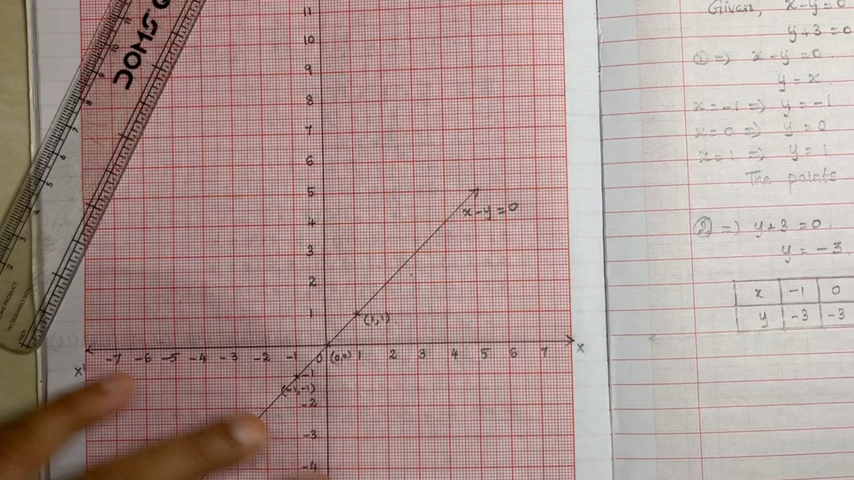 DOMS
11
10
9
8
7
6
5
x-y=0
4
3
2
1
(1,1)
X' -7 -6 -5 -4 -3 -2 -1 0 (0,0) 1 2 3 4 5 6 7 X
-1
(-1,-1)
-2
-3
-4
Given, x-y=0
y+3=0
① => x-y=0
y=x
x=-1 => y=-1
x=0 => y=0
x=1 => y=1
The points
② => y+3=0
y=-3
x -1 0
y -3 -3